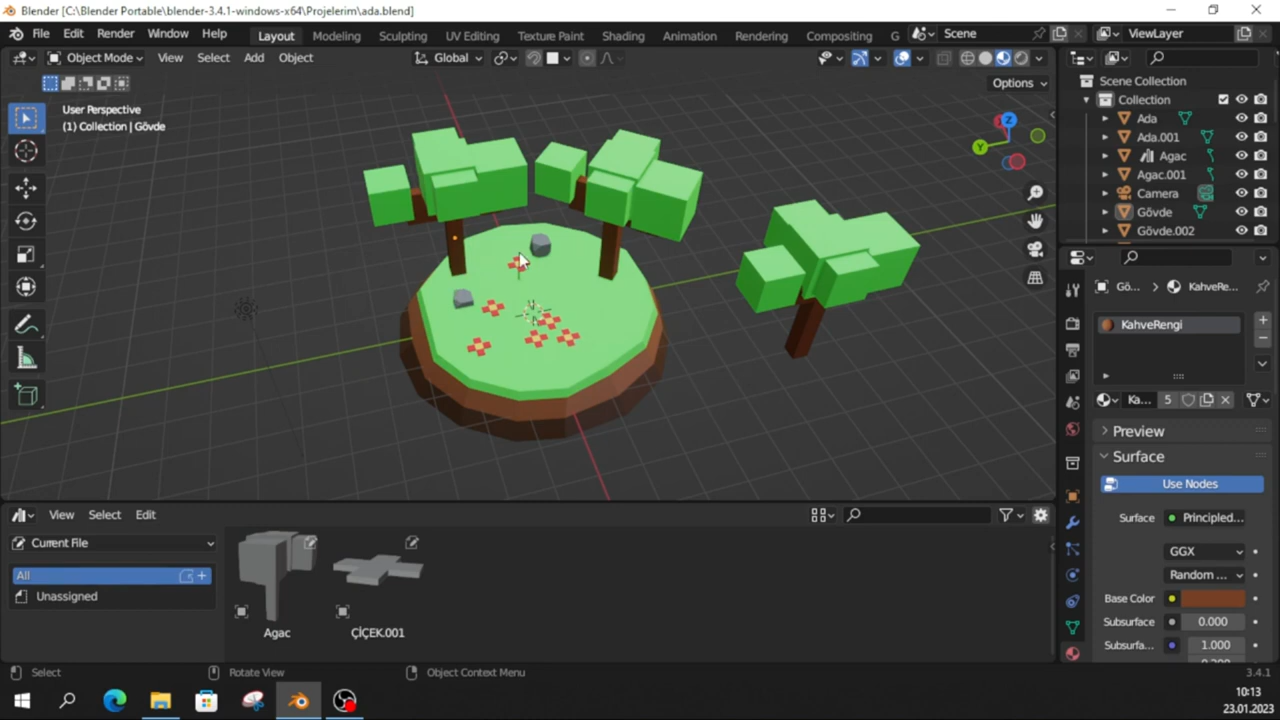 Blender [C:\Blender Portable\blender-3.4.1-windows-x64\Projelerim\ada.blend]
File Edit Render Window Help Layout Modeling Sculpting UV Editing Texture Paint Shading Animation Rendering Compositing G Scene ViewLayer
Object Mode View Select Add Object Global
Options
User Perspective
(1) Collection | Gövde
Z
Y
Scene Collection
Collection
Ada
Ada.001
Agac
Agac.001
Camera
Gövde
Gövde.002
Gö... KahveRe...
KahveRengi
Ka... 5
Preview
Surface
Use Nodes
Surface Principled...
GGX
Random ...
Base Color
Subsurface 0.000
Subsurfa... 1.000
View Select Edit
Current File
All
Unassigned
Agac
ÇİÇEK.001
Select Rotate View Object Context Menu 3.4.1
10:13
23.01.2023